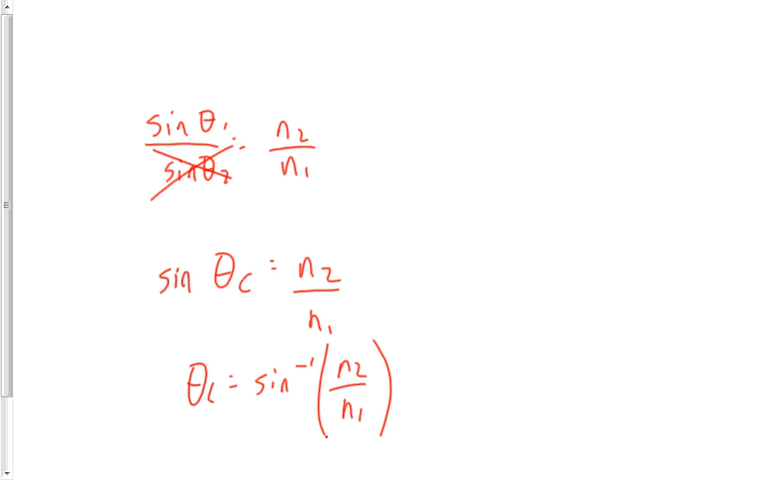 sin θ₁ / sin θ₂ = n₂ / n₁
sin θc = n₂ / n₁
θc = sin⁻¹ (n₂ / n₁)